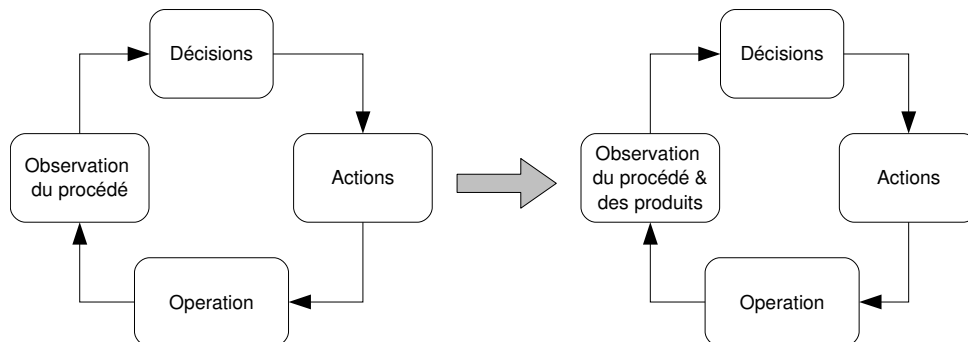 Décisions
Observation
du procédé
Actions
Operation
Décisions
Observation
du procédé &
des produits
Actions
Operation